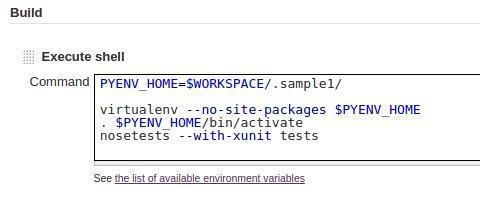 Build
Execute shell
Command
PYENV_HOME=$WORKSPACE/.sample1/
virtualenv --no-site-packages $PYENV_HOME
. $PYENV_HOME/bin/activate
nosetests --with-xunit tests
See the list of available environment variables